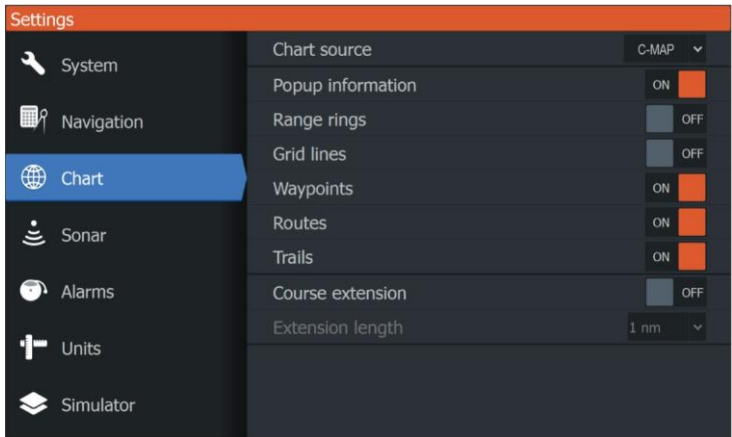 Settings
System
Navigation
Chart
Sonar
Alarms
Units
Simulator
Chart source C-MAP
Popup information ON
Range rings OFF
Grid lines OFF
Waypoints ON
Routes ON
Trails ON
Course extension OFF
Extension length 1 nm